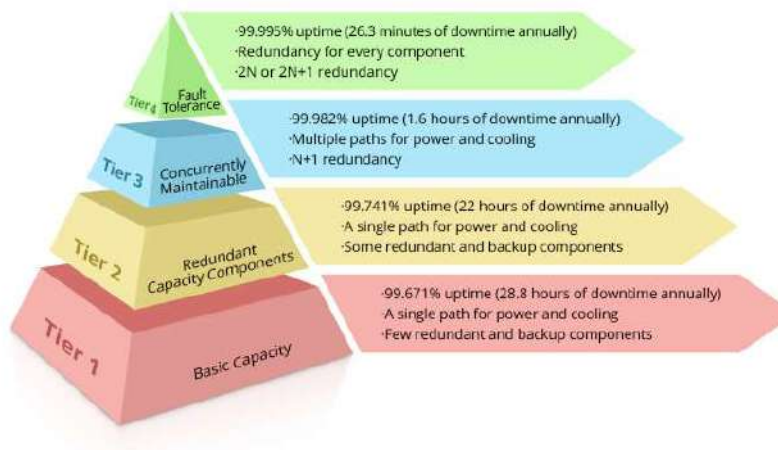 ·99.995% uptime (26.3 minutes of downtime annually)
·Redundancy for every component
·2N or 2N+1 redundancy
Tier 4
Fault
Tolerance
·99.982% uptime (1.6 hours of downtime annually)
·Multiple paths for power and cooling
·N+1 redundancy
Tier 3
Concurrently
Maintainable
·99.741% uptime (22 hours of downtime annually)
·A single path for power and cooling
·Some redundant and backup components
Tier 2
Redundant
Capacity Components
·99.671% uptime (28.8 hours of downtime annually)
·A single path for power and cooling
·Few redundant and backup components
Tier 1
Basic Capacity